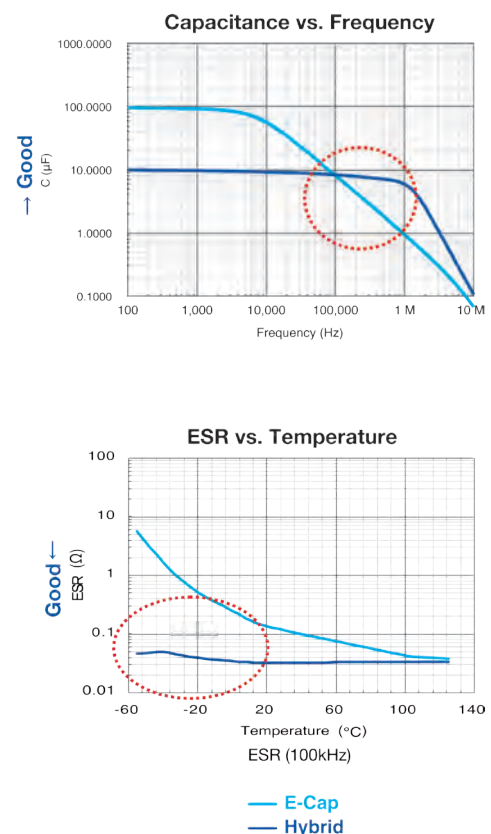 Capacitance vs. Frequency
1000.0000
100.0000
10.0000
1.0000
0.1000
→ Good
C (µF)
100 1,000 10,000 100,000 1 M 10 M
Frequency (Hz)
ESR vs. Temperature
100
10
1
0.1
0.01
Good ←
ESR (Ω)
-60 -20 20 60 100 140
Temperature (°C)
ESR (100kHz)
E-Cap
Hybrid